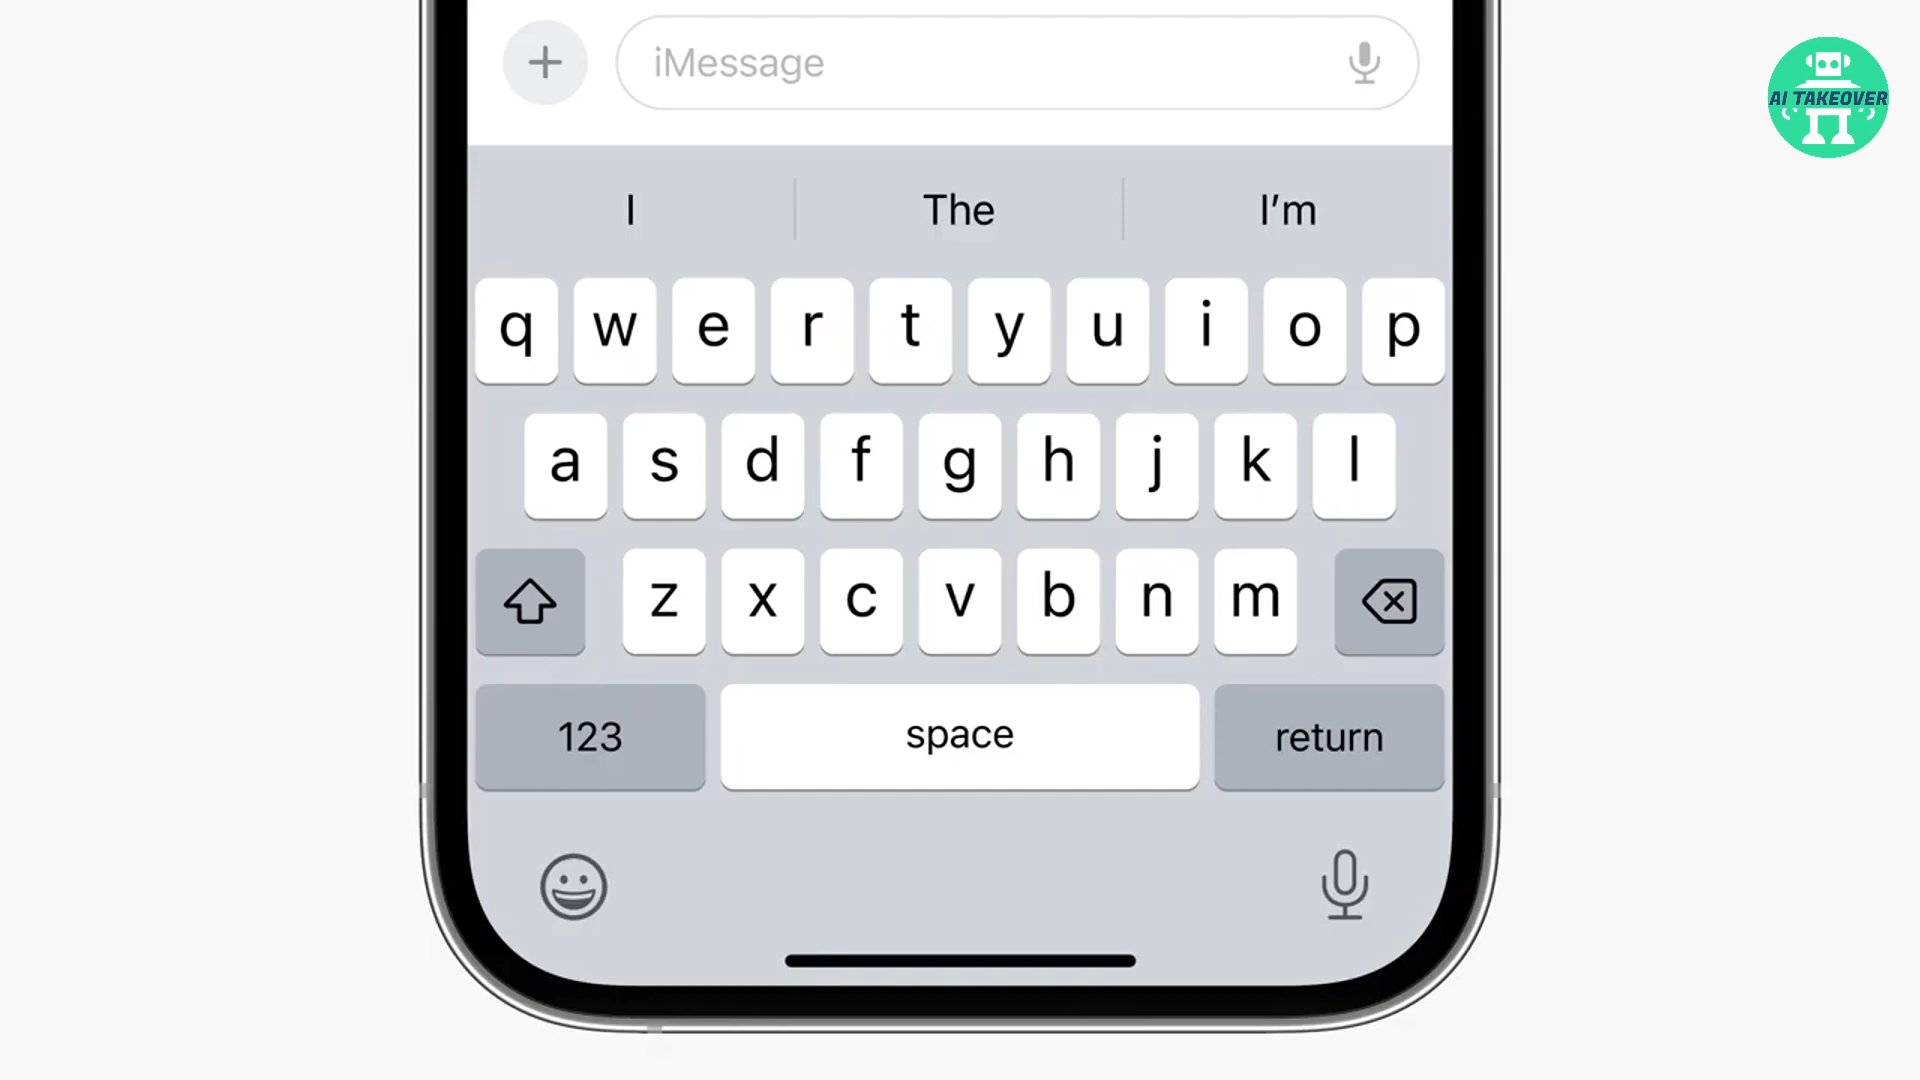 iMessage
AI TAKEOVER
I The I’m
q w e r t y u i o p
a s d f g h j k l
z x c v b n m
123 space return